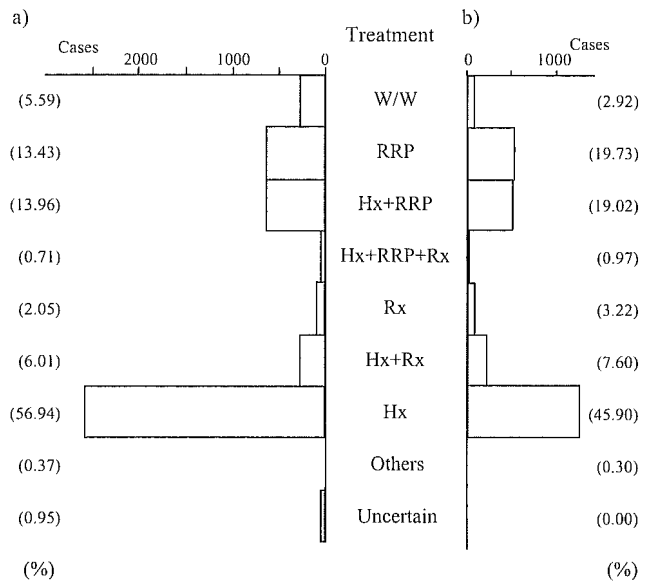 a) b)
Treatment
Cases Cases
2000 1000 0 0 1000
(5.59) W/W (2.92)
(13.43) RRP (19.73)
(13.96) Hx+RRP (19.02)
(0.71) Hx+RRP+Rx (0.97)
(2.05) Rx (3.22)
(6.01) Hx+Rx (7.60)
(56.94) Hx (45.90)
(0.37) Others (0.30)
(0.95) Uncertain (0.00)
(%) (%)